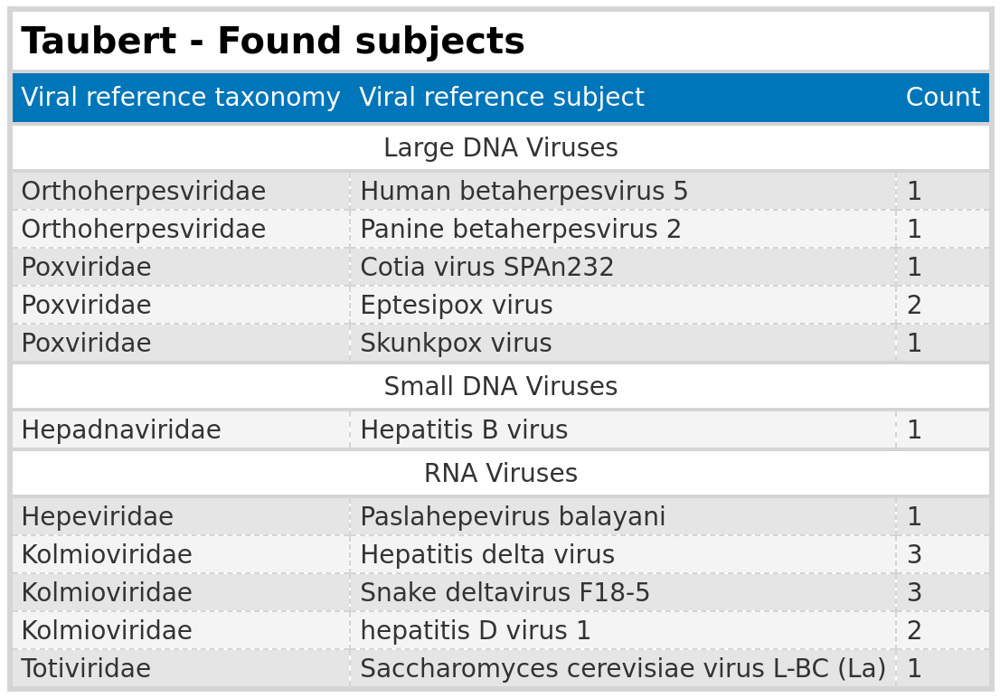 Taubert - Found subjects
Viral reference taxonomy Viral reference subject Count
Large DNA Viruses
Orthoherpesviridae Human betaherpesvirus 5 1
Orthoherpesviridae Panine betaherpesvirus 2 1
Poxviridae Cotia virus SPAn232 1
Poxviridae Eptesipox virus 2
Poxviridae Skunkpox virus 1
Small DNA Viruses
Hepadnaviridae Hepatitis B virus 1
RNA Viruses
Hepeviridae Paslahepevirus balayani 1
Kolmioviridae Hepatitis delta virus 3
Kolmioviridae Snake deltavirus F18-5 3
Kolmioviridae hepatitis D virus 1 2
Totiviridae Saccharomyces cerevisiae virus L-BC (La) 1